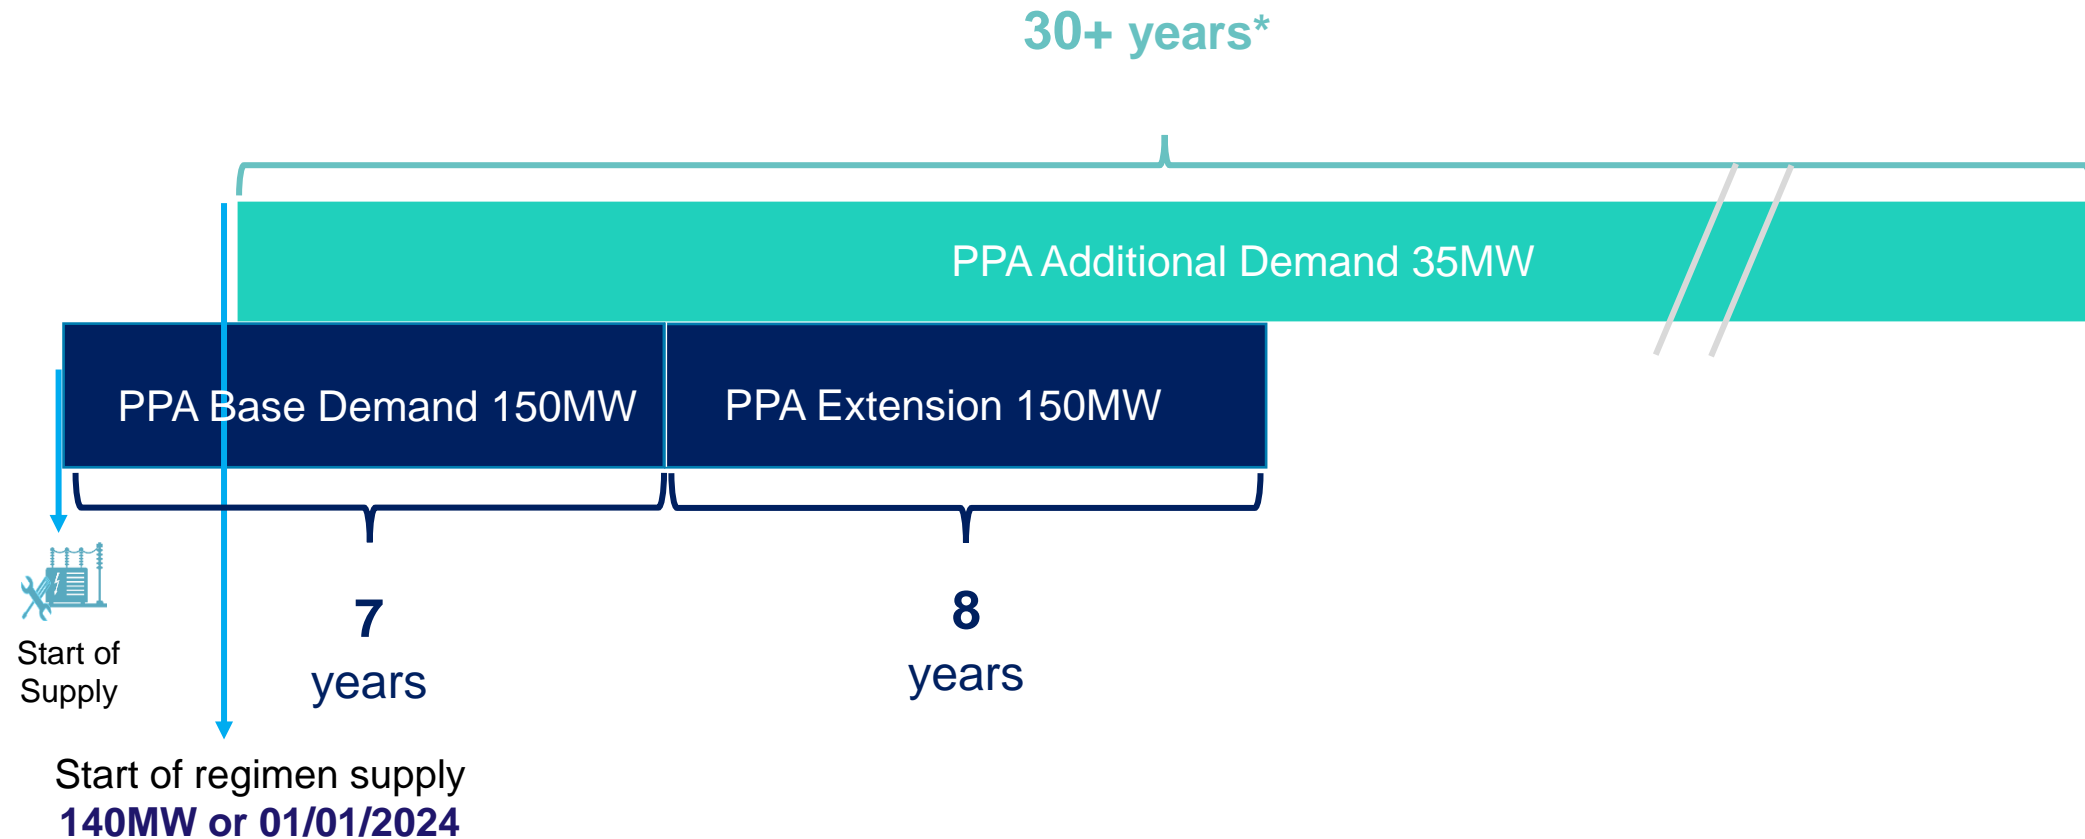 30+ years*
PPA Additional Demand 35MW
PPA Base Demand 150MW
PPA Extension 150MW
7
years
8
years
Start of
Supply
Start of regimen supply
140MW or 01/01/2024